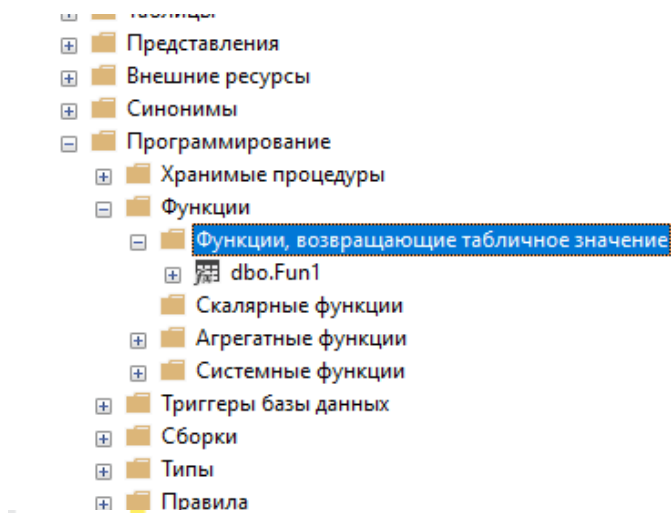 Таблицы
Представления
Внешние ресурсы
Синонимы
Программирование
Хранимые процедуры
Функции
Функции, возвращающие табличное значение
dbo.Fun1
Скалярные функции
Агрегатные функции
Системные функции
Триггеры базы данных
Сборки
Типы
Правила